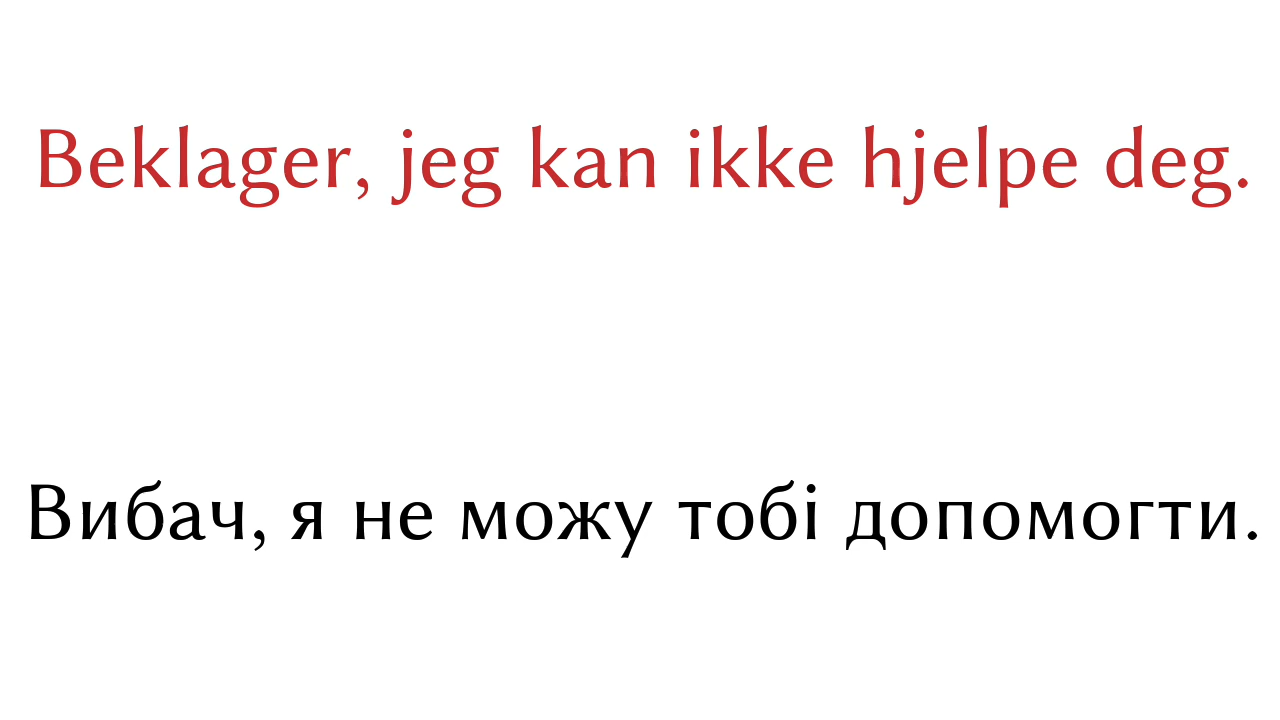 Beklager, jeg kan ikke hjelpe deg.
Вибач, я не можу тобі допомогти.